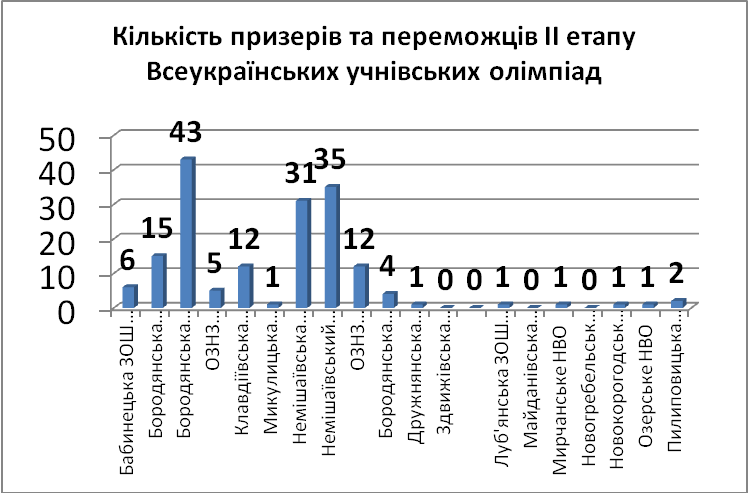 Кількість призерів та переможців ІІ етапу
Всеукраїнських учнівських олімпіад
50
40
30
20
10
0
6
15
43
5
12
1
31
35
12
4
1
0
0
1
0
1
0
1
1
2
Бабинецька ЗОШ…
Бородянська…
Бородянська…
ОЗНЗ…
Клавдіївська…
Микулицька…
Немішаївська…
Немішаївський…
ОЗНЗ…
Бородянська…
Дружнянська…
Здвижівська…
Луб'янська ЗОШ…
Майданівська…
Мирчанське НВО
Новогребельськ…
Новокорогодськ…
Озерське НВО
Пилиповицька…